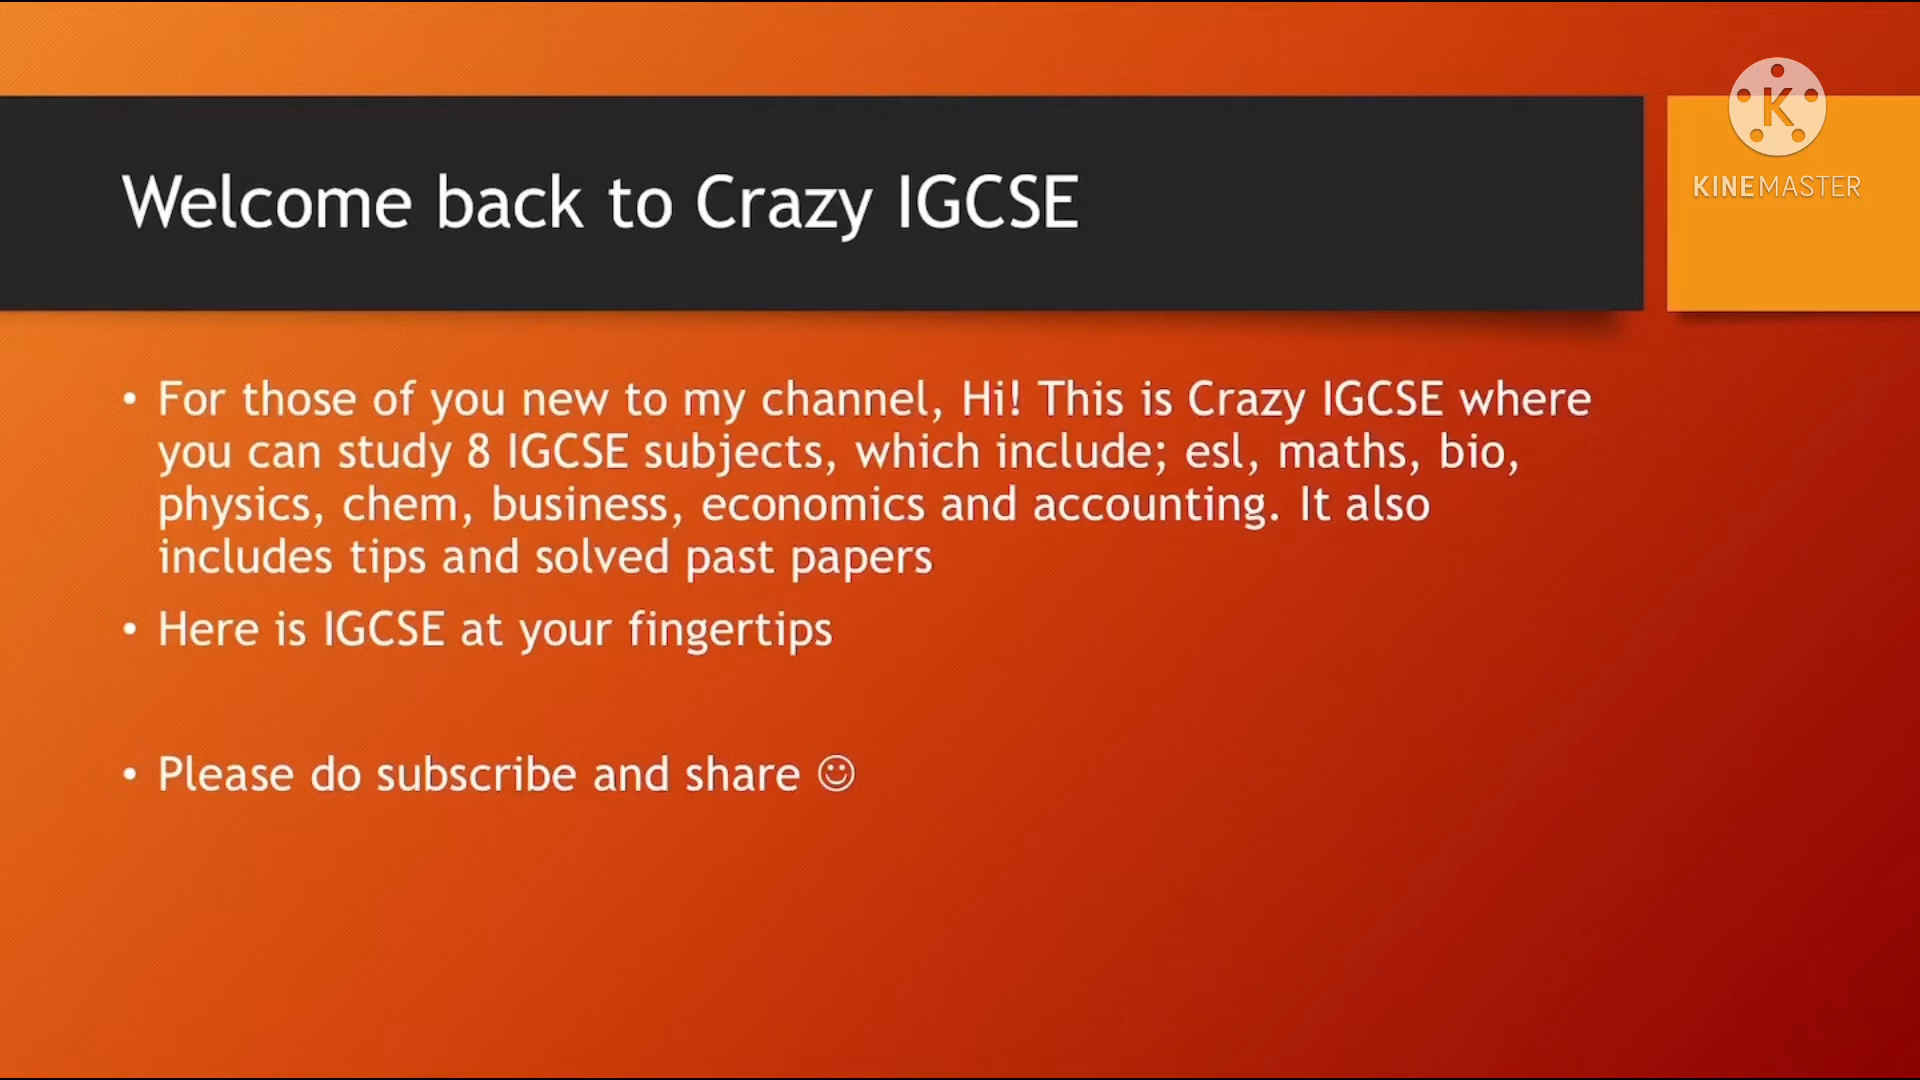 K
KINEMASTER
Welcome back to Crazy IGCSE
• For those of you new to my channel, Hi! This is Crazy IGCSE where
you can study 8 IGCSE subjects, which include; esl, maths, bio,
physics, chem, business, economics and accounting. It also
includes tips and solved past papers
• Here is IGCSE at your fingertips
• Please do subscribe and share ☺